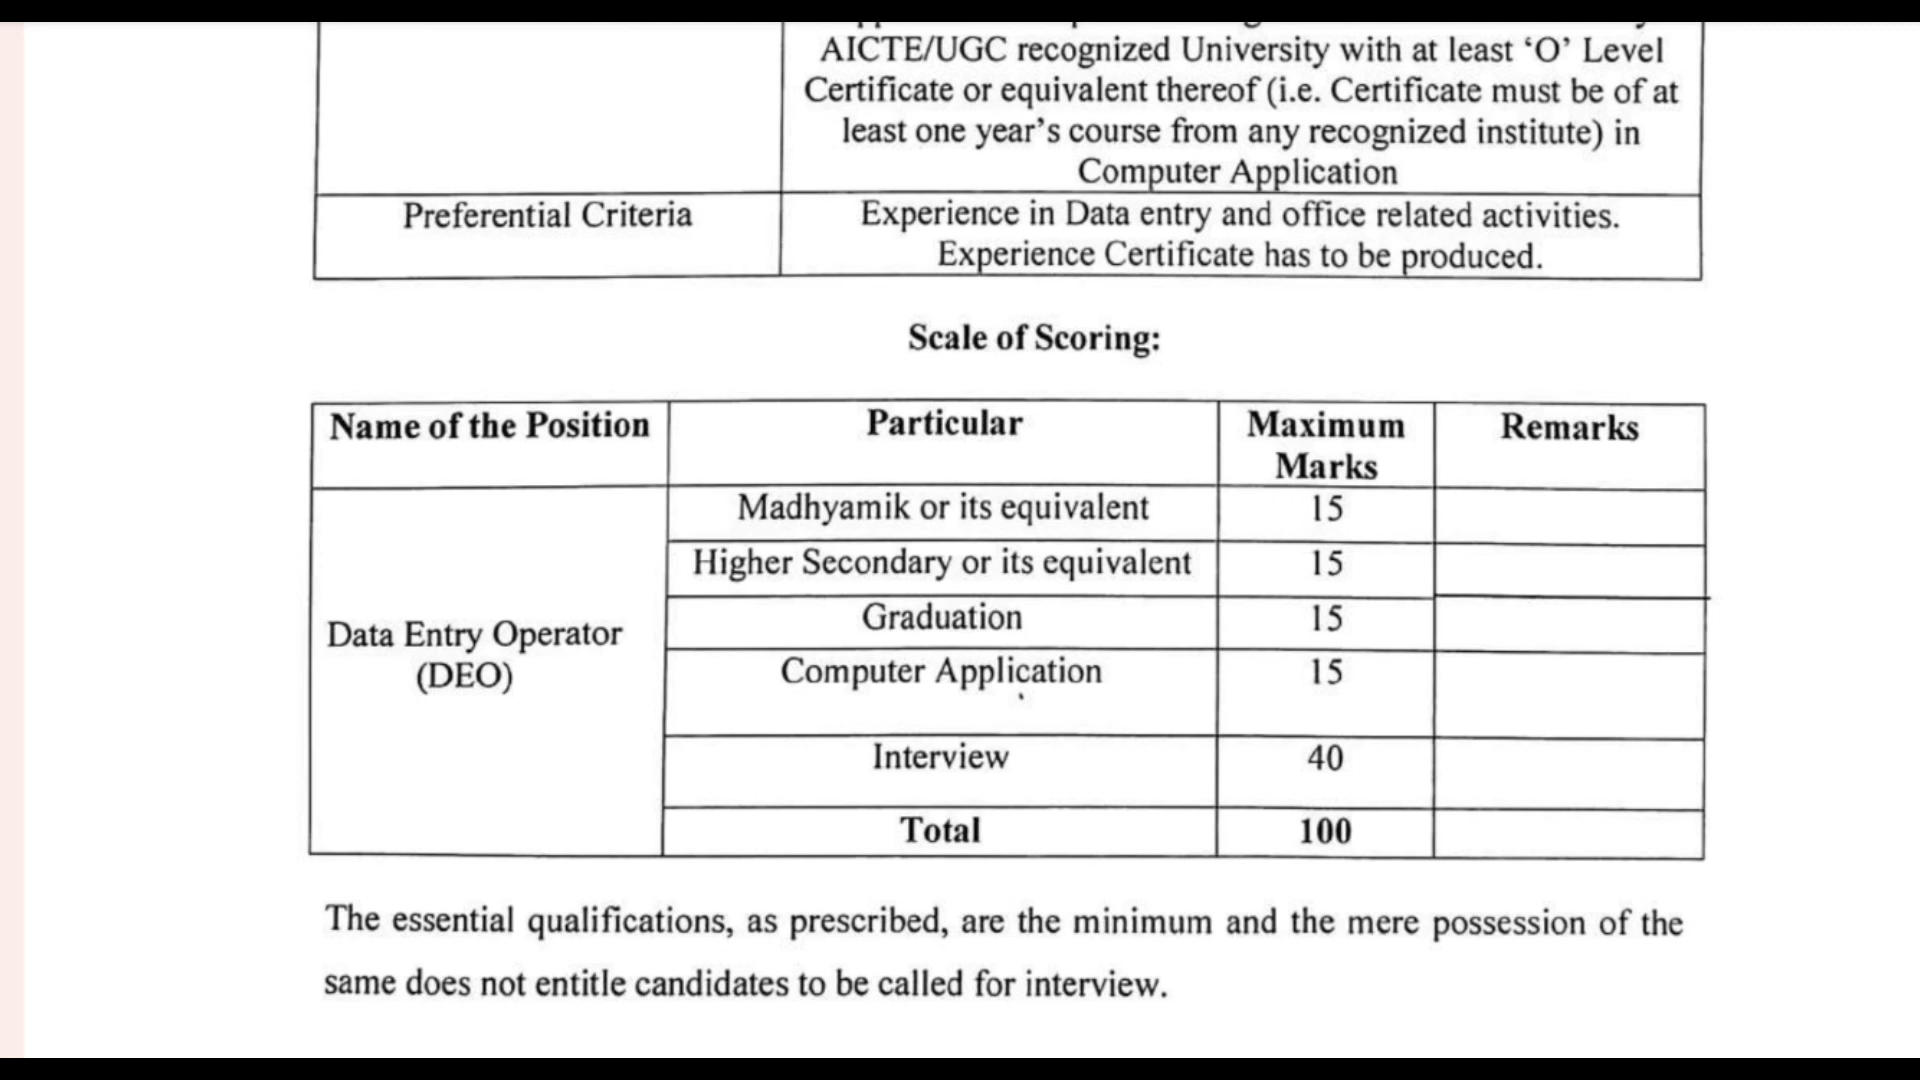 AICTE/UGC recognized University with at least ‘O’ Level
Certificate or equivalent thereof (i.e. Certificate must be of at
least one year’s course from any recognized institute) in
Computer Application
Preferential Criteria
Experience in Data entry and office related activities.
Experience Certificate has to be produced.
Scale of Scoring:
Name of the Position
Particular
Maximum
Marks
Remarks
Data Entry Operator
(DEO)
Madhyamik or its equivalent
15
Higher Secondary or its equivalent
15
Graduation
15
Computer Application
15
Interview
40
Total
100
The essential qualifications, as prescribed, are the minimum and the mere possession of the
same does not entitle candidates to be called for interview.